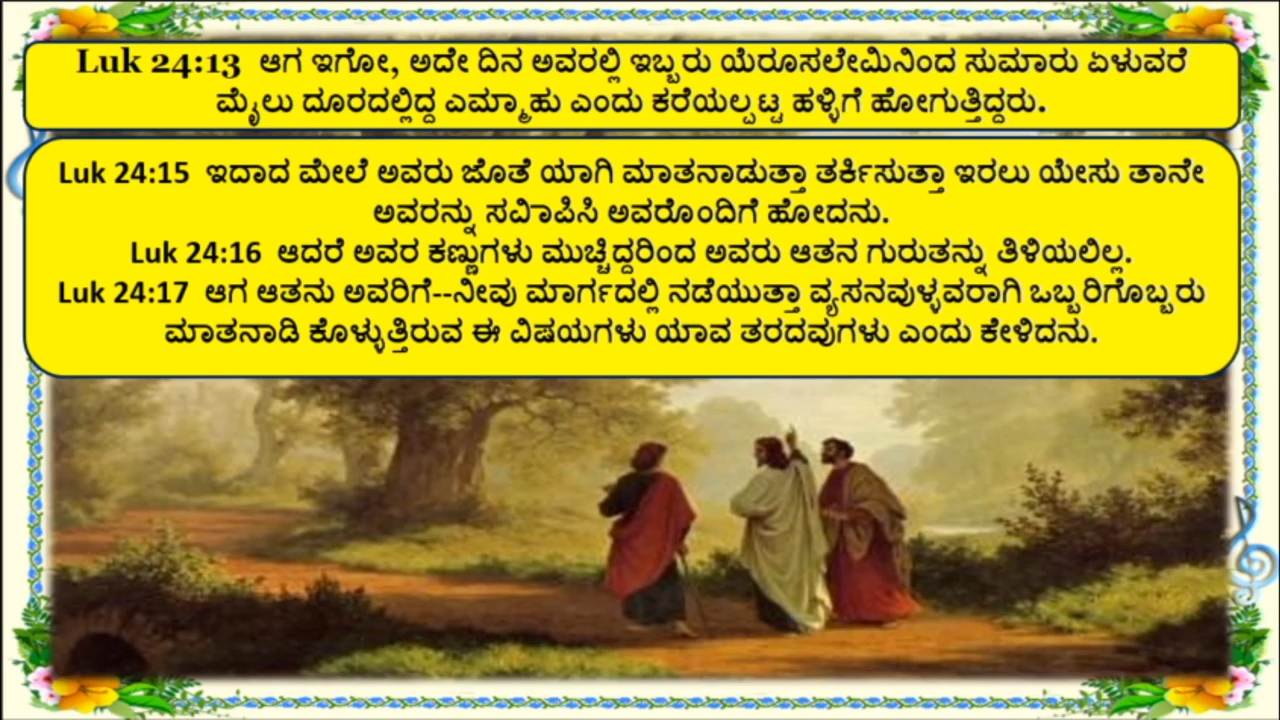 Luk 24:13 ಆಗ ಇಗೋ, ಅದೇ ದಿನ ಅವರಲ್ಲಿ ಇಬ್ಬರು ಯೆರೂಸಲೇಮಿನಿಂದ ಸುಮಾರು ಏಳುವರೆ
ಮೈಲು ದೂರದಲ್ಲಿದ್ದ ಎಮ್ಮಾಹು ಎಂದು ಕರೆಯಲ್ಪಟ್ಟ ಹಳ್ಳಿಗೆ ಹೋಗುತ್ತಿದ್ದರು.
Luk 24:15 ಇದಾದ ಮೇಲೆ ಅವರು ಜೊತೆ ಯಾಗಿ ಮಾತನಾಡುತ್ತಾ ತರ್ಕಿಸುತ್ತಾ ಇರಲು ಯೇಸು ತಾನೇ
ಅವರನ್ನು ಸವಿಾಪಿಸಿ ಅವರೊಂದಿಗೆ ಹೋದನು.
Luk 24:16 ಆದರೆ ಅವರ ಕಣ್ಣುಗಳು ಮುಚ್ಚಿದ್ದರಿಂದ ಅವರು ಆತನ ಗುರುತನ್ನು ತಿಳಿಯಲಿಲ್ಲ.
Luk 24:17 ಆಗ ಆತನು ಅವರಿಗೆ--ನೀವು ಮಾರ್ಗದಲ್ಲಿ ನಡೆಯುತ್ತಾ ವ್ಯಸನವುಳ್ಳವರಾಗಿ ಒಬ್ಬರಿಗೊಬ್ಬರು
ಮಾತನಾಡಿ ಕೊಳ್ಳುತ್ತಿರುವ ಈ ವಿಷಯಗಳು ಯಾವ ತರದವುಗಳು ಎಂದು ಕೇಳಿದನು.